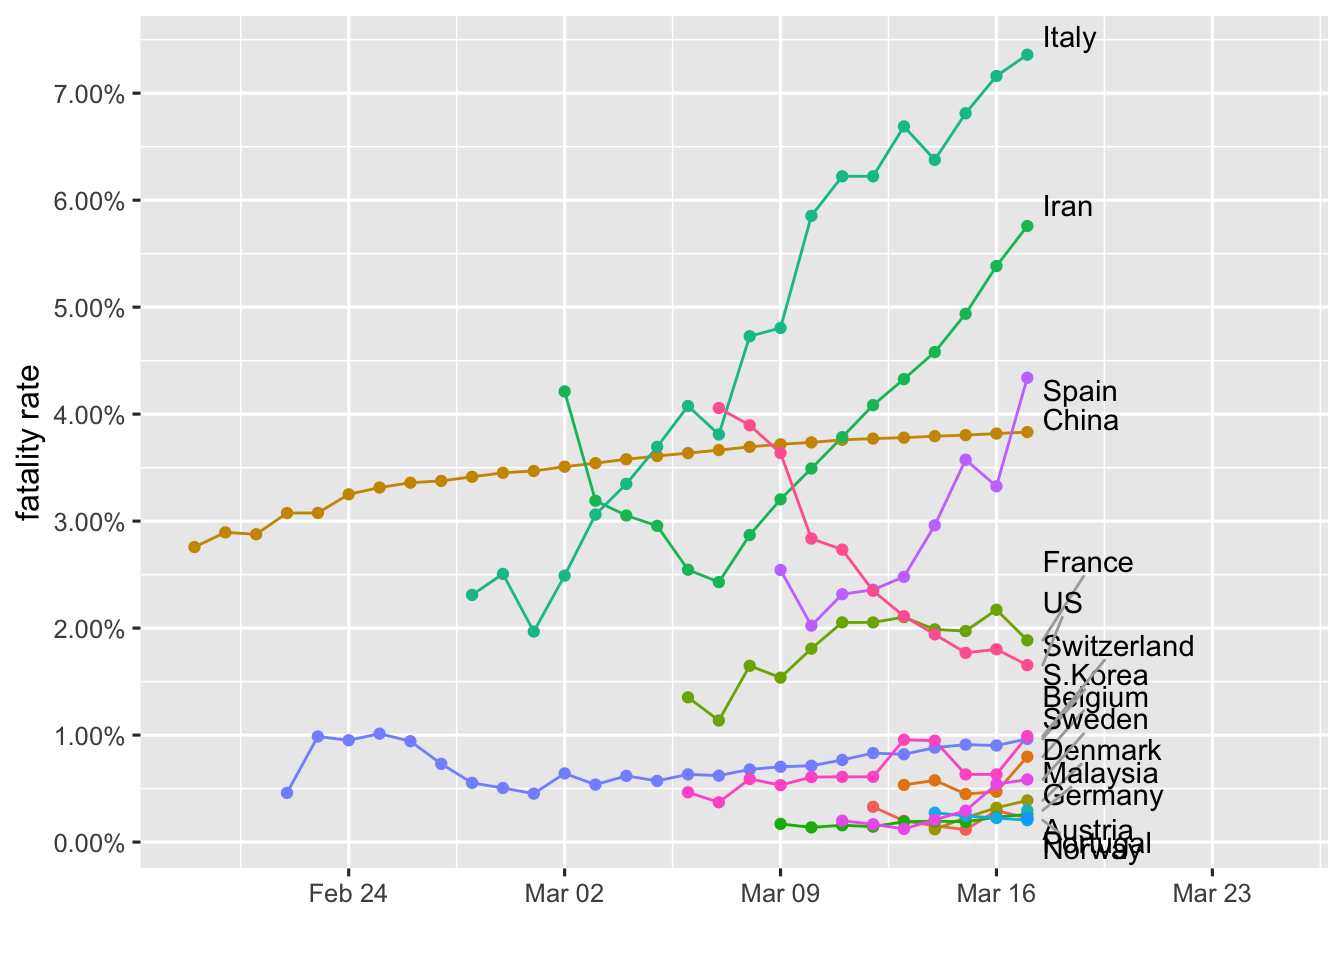 Italy
7.00%
6.00%
Iran
5.00%
Spain
4.00%
China
fatality rate
3.00%
France
US
2.00%
Switzerland
S.Korea
Belgium
Sweden
1.00%
Denmark
Malaysia
Germany
Austria
Portugal
0.00%
Norway
Feb 24
Mar 02
Mar 09
Mar 16
Mar 23